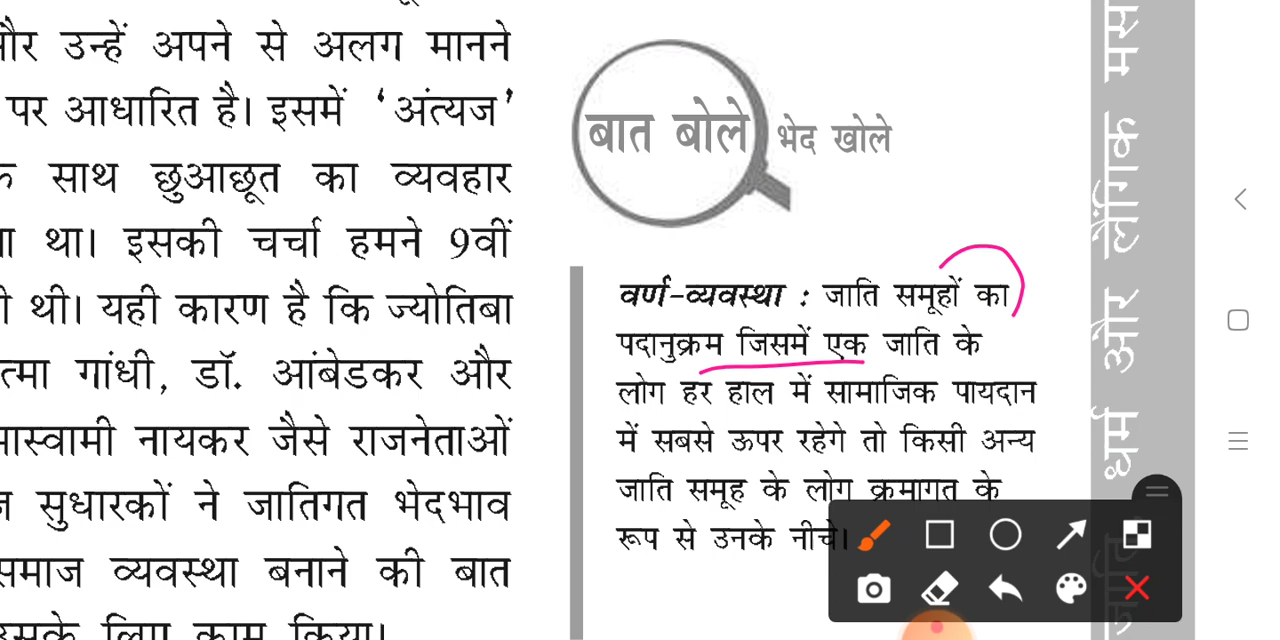 और उन्हें अपने से अलग मानने
पर आधारित है। इसमें ‘अंत्यज’
साथ छुआछूत का व्यवहार
था। इसकी चर्चा हमने 9वीं
थी। यही कारण है कि ज्योतिबा
गांधी, डॉ. आंबेडकर और
नायकर जैसे राजनेताओं
सुधारकों ने जातिगत भेदभाव
समाज व्यवस्था बनाने की बात
उसके लिए काम किया।
बात बोले भेद खोले
वर्ण-व्यवस्था : जाति समूहों का
पदानुक्रम जिसमें एक जाति के
लोग हर हाल में सामाजिक पायदान
में सबसे ऊपर रहेगे तो किसी अन्य
जाति समूह के लोग क्रमागत के
रूप से उनके नीचे।
धर्म और लैंगिक